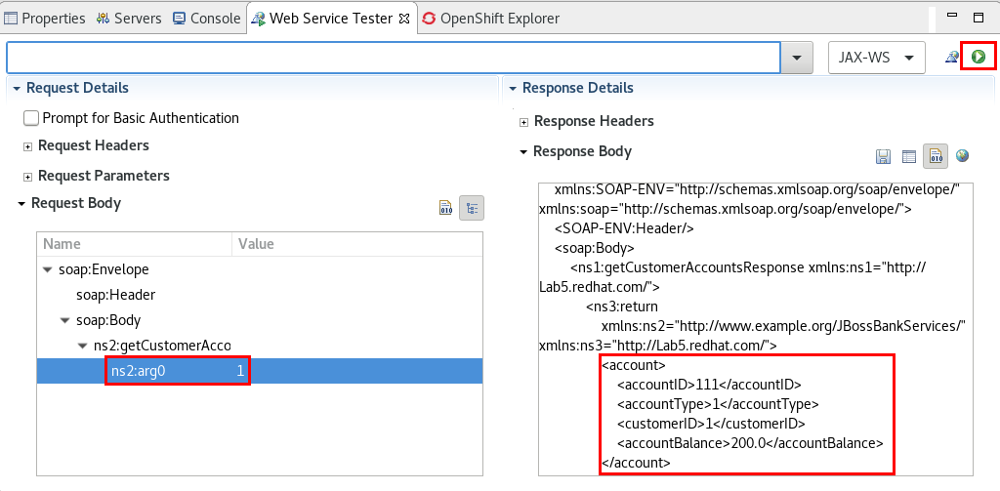 Properties Servers Console Web Service Tester OpenShift Explorer
JAX-WS
Request Details
Prompt for Basic Authentication
Request Headers
Request Parameters
Request Body
Name Value
soap:Envelope
soap:Header
soap:Body
ns2:getCustomerAcco
ns2:arg0 1
Response Details
Response Headers
Response Body
xmlns:SOAP-ENV="http://schemas.xmlsoap.org/soap/envelope/"
xmlns:soap="http://schemas.xmlsoap.org/soap/envelope/">
<SOAP-ENV:Header/>
<soap:Body>
<ns1:getCustomerAccountsResponse xmlns:ns1="http://
Lab5.redhat.com/">
<ns3:return
xmlns:ns2="http://www.example.org/JBossBankServices/"
xmlns:ns3="http://Lab5.redhat.com/">
<account>
<accountID>111</accountID>
<accountType>1</accountType>
<customerID>1</customerID>
<accountBalance>200.0</accountBalance>
</account>